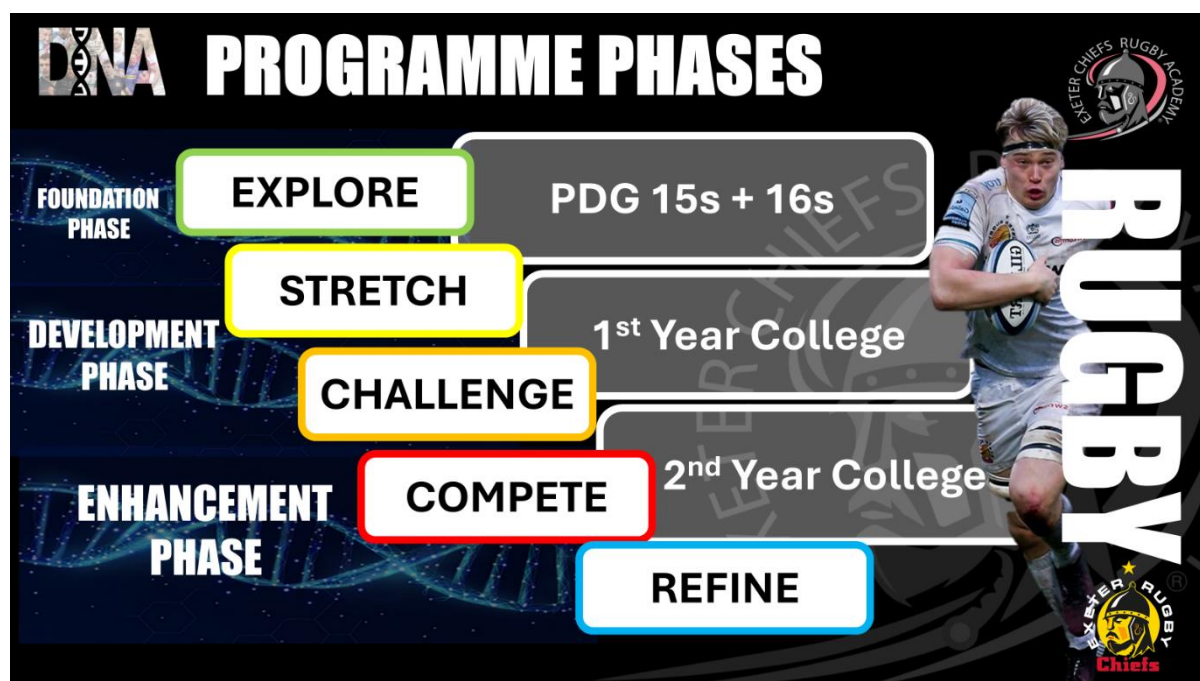 DNA PROGRAMME PHASES
EXETER CHIEFS RUGBY ACADEMY
FOUNDATION
PHASE
EXPLORE
PDG 15s + 16s
STRETCH
DEVELOPMENT
PHASE
1st Year College
CHALLENGE
ENHANCEMENT
PHASE
COMPETE
2nd Year College
REFINE
RUGBY
EXETER RUGBY
Chiefs